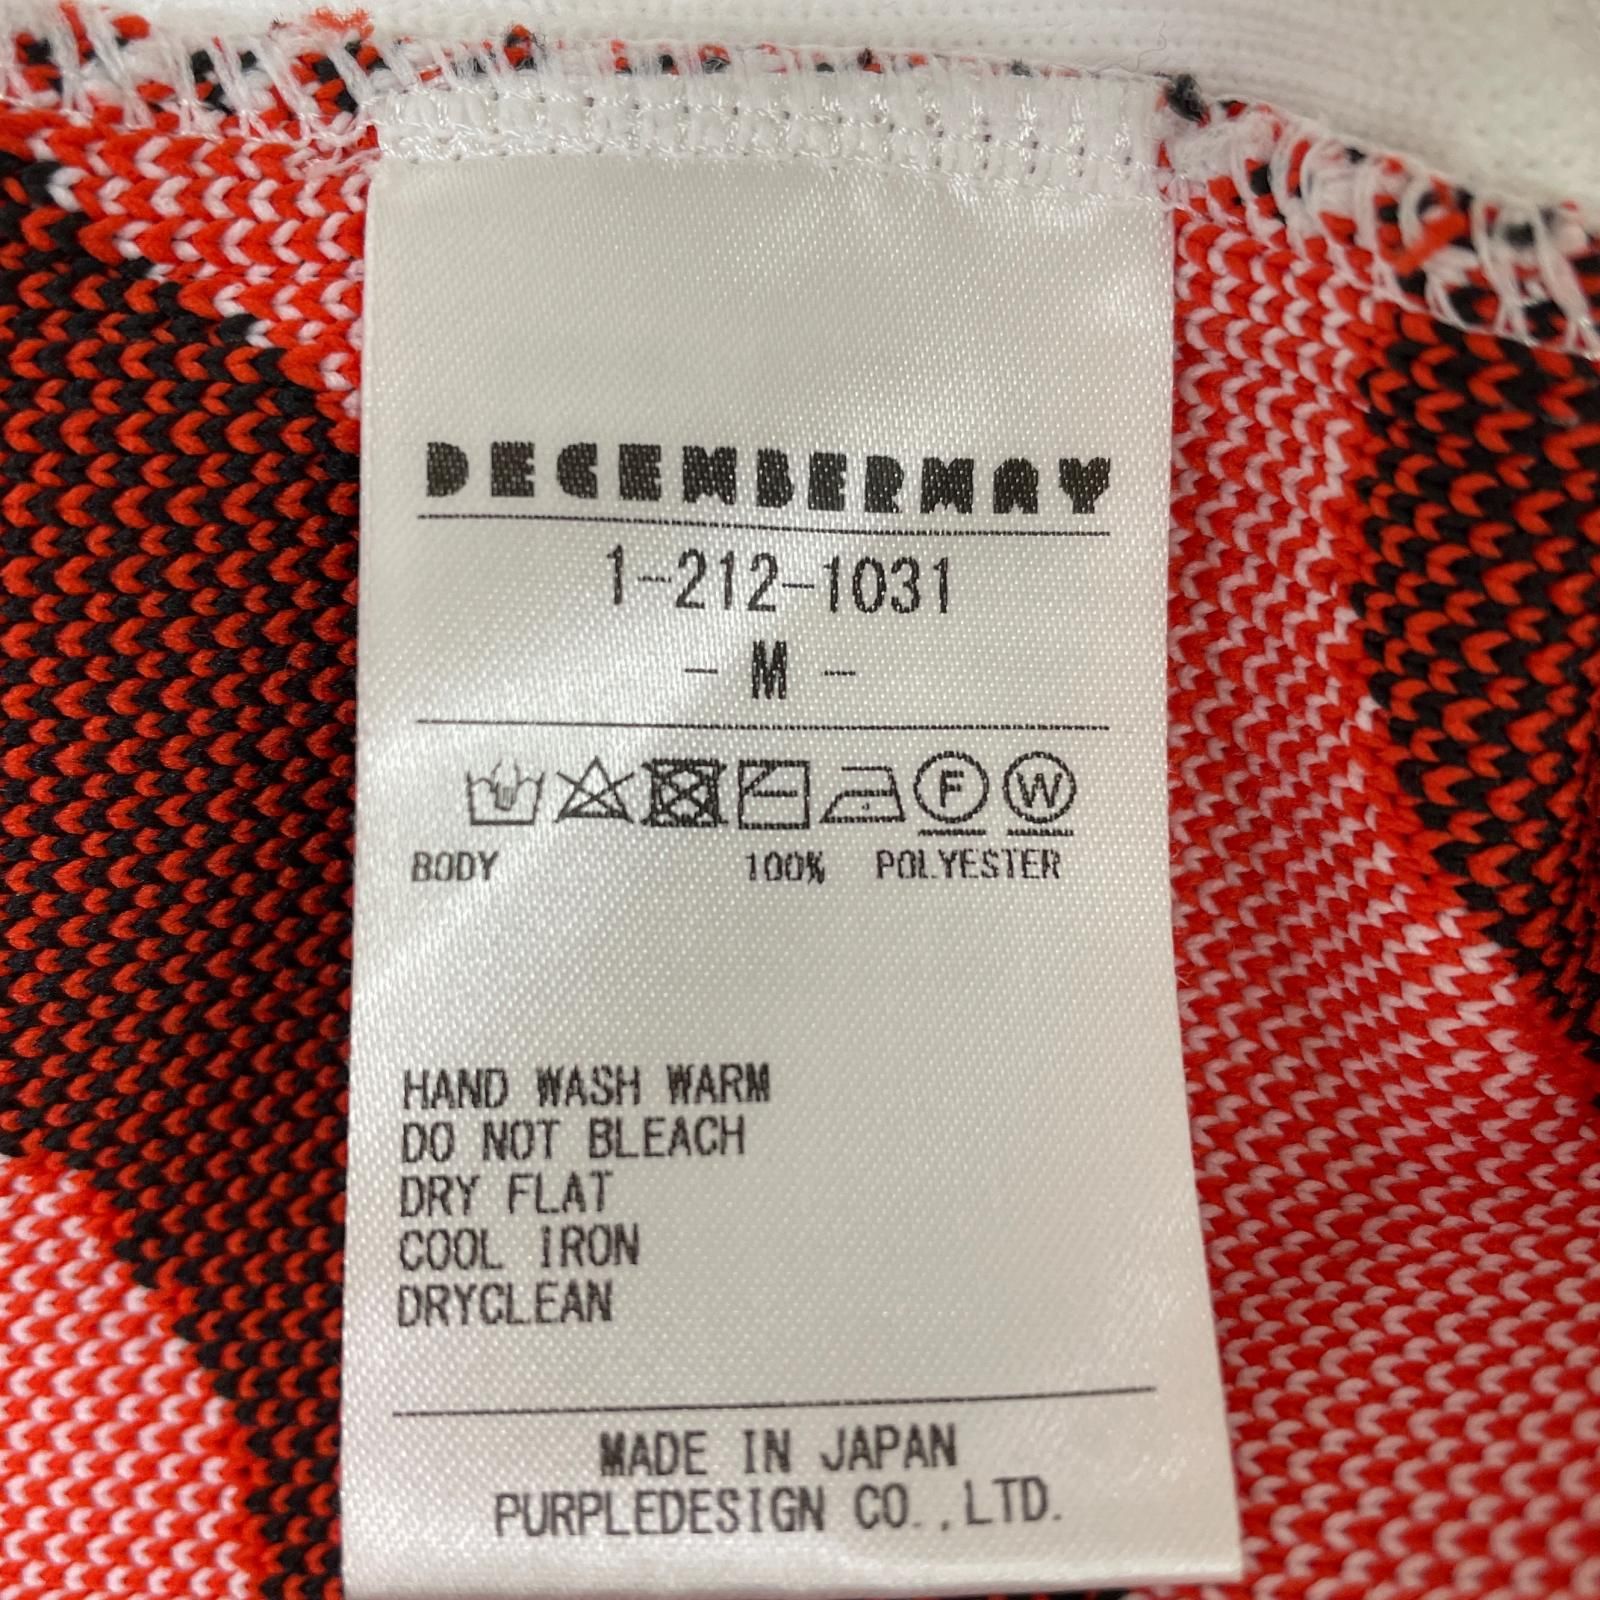 DECEMBERMAY
1-212-1031
- M -
F W
BODY 100% POLYESTER
HAND WASH WARM
DO NOT BLEACH
DRY FLAT
COOL IRON
DRYCLEAN
MADE IN JAPAN
PURPLEDESIGN CO.,LTD.